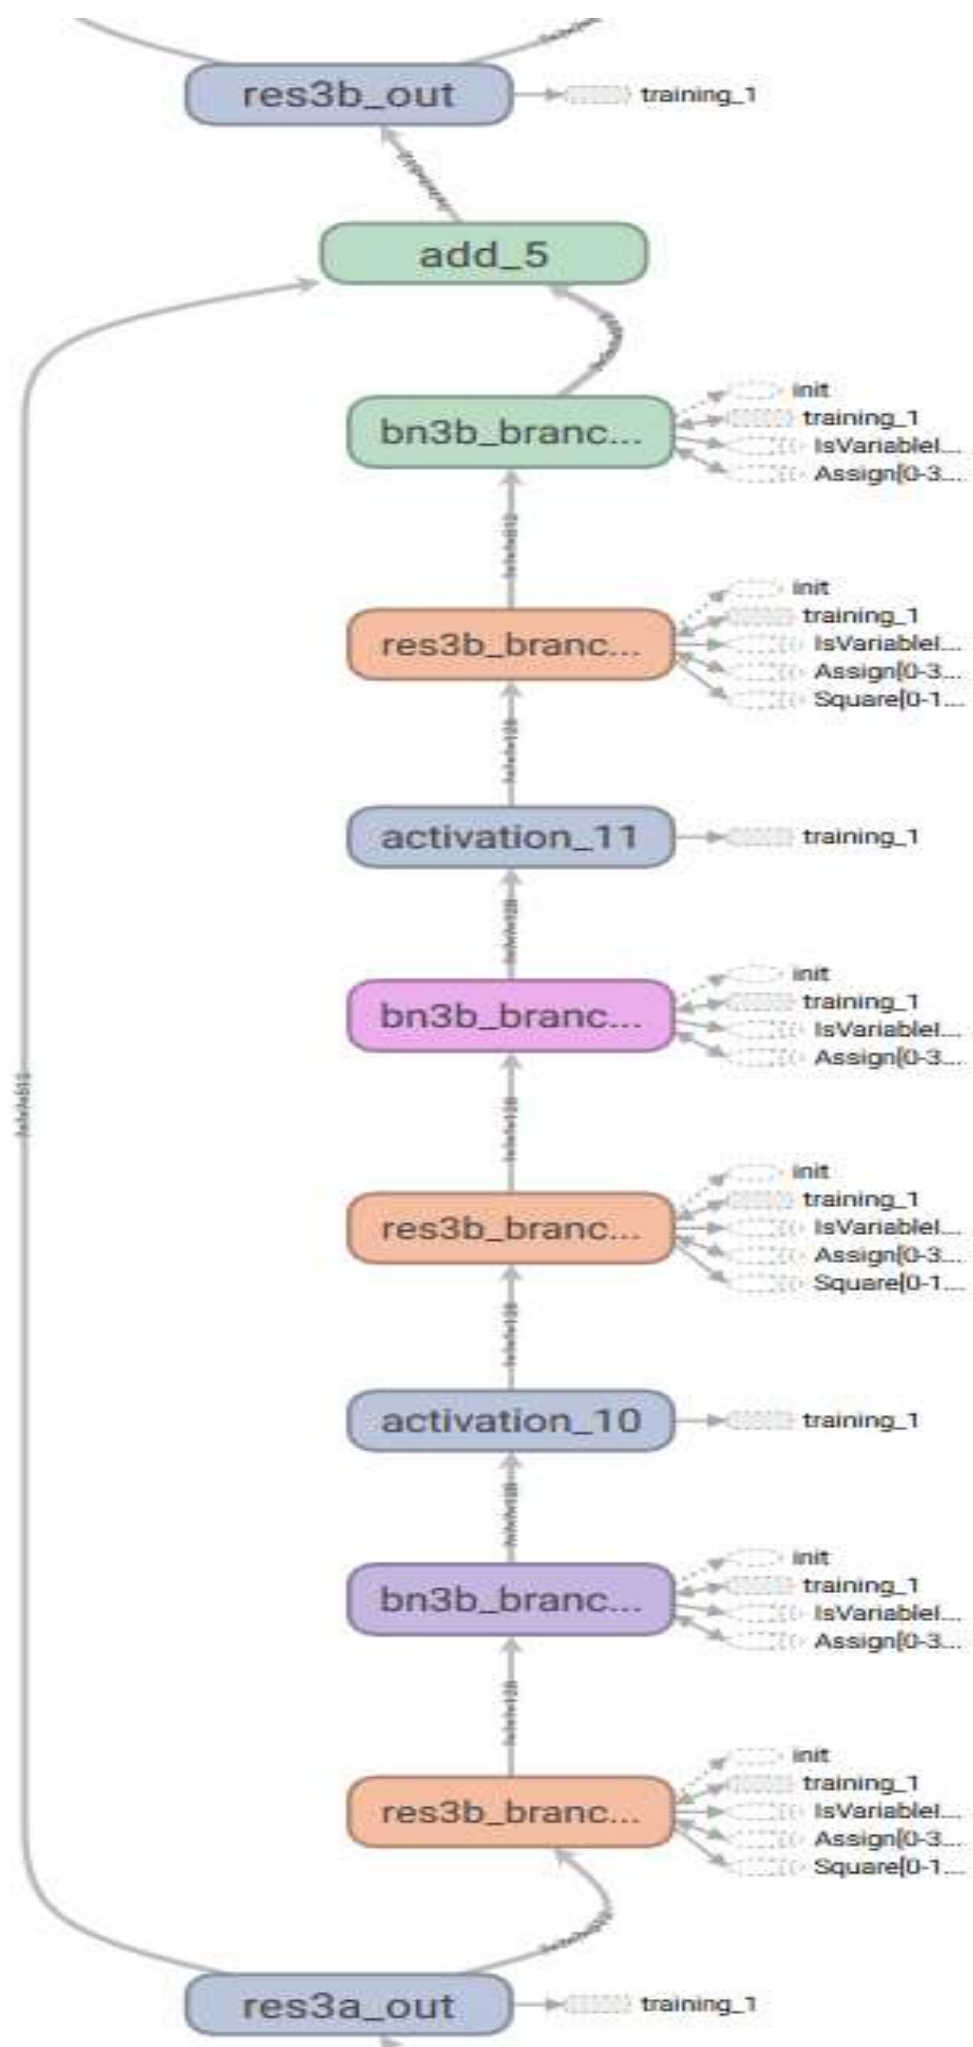 res3b_out
training_1
add_5
bn3b_branc...
init
training_1
IsVariableI...
Assign[0-3...
res3b_branc...
init
training_1
IsVariableI...
Assign[0-3...
Square[0-1...
activation_11
training_1
bn3b_branc...
init
training_1
IsVariableI...
Assign[0-3...
res3b_branc...
init
training_1
IsVariableI...
Assign[0-3...
Square[0-1...
activation_10
training_1
bn3b_branc...
init
training_1
IsVariableI...
Assign[0-3...
res3b_branc...
init
training_1
IsVariableI...
Assign[0-3...
Square[0-1...
res3a_out
training_1